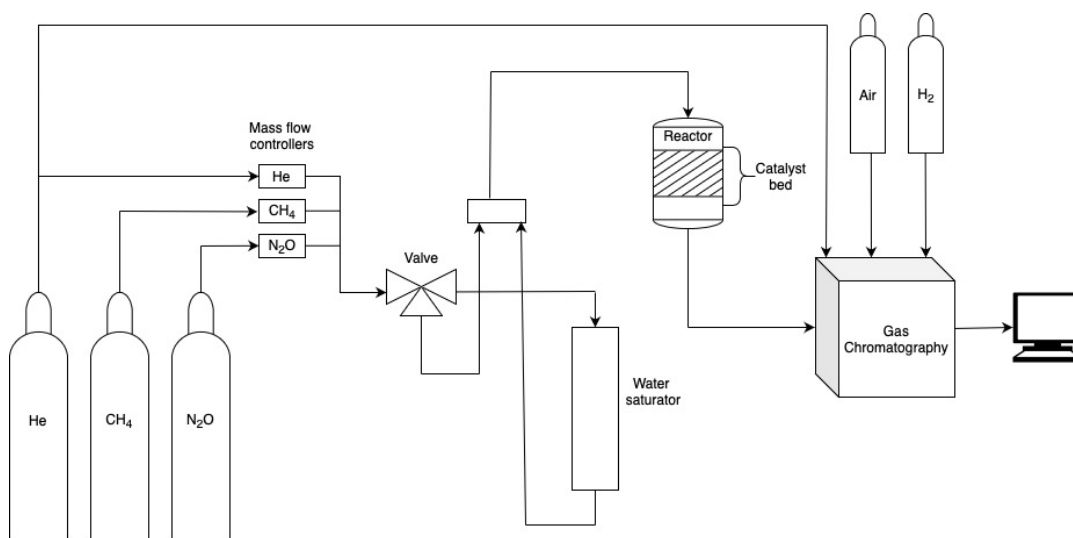 Air
H₂
Mass flow
controllers
He
CH₄
N₂O
Reactor
Catalyst
bed
Valve
Gas
Chromatography
Water
saturator
He
CH₄
N₂O